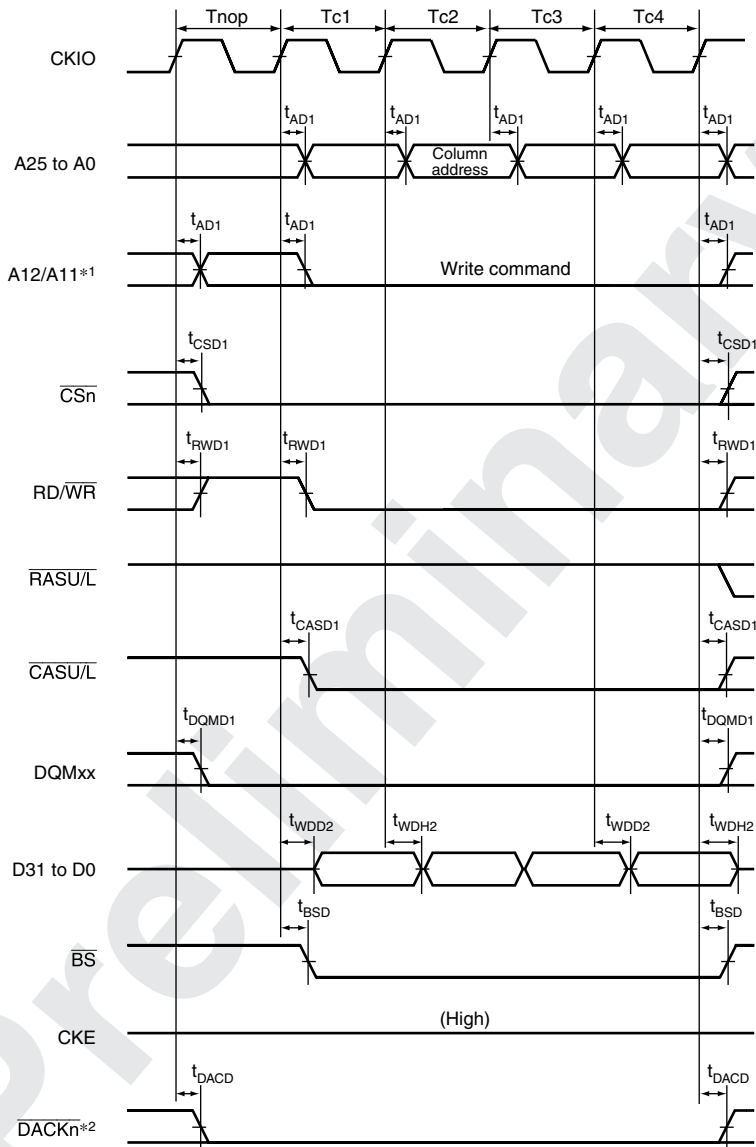 Tnop Tc1 Tc2 Tc3 Tc4
CKIO
tAD1 tAD1 tAD1 tAD1 tAD1
A25 to A0
Column
address
tAD1 tAD1 tAD1
A12/A11*1
Write command
tCSD1 tCSD1
CSn
tRWD1 tRWD1 tRWD1
RD/WR
RASU/L
tCASD1 tCASD1
CASU/L
tDQMD1 tDQMD1
DQMxx
tWDD2 tWDH2 tWDD2 tWDH2
D31 to D0
tBSD tBSD
BS
(High)
CKE
tDACD tDACD
DACKn*2
Preliminary